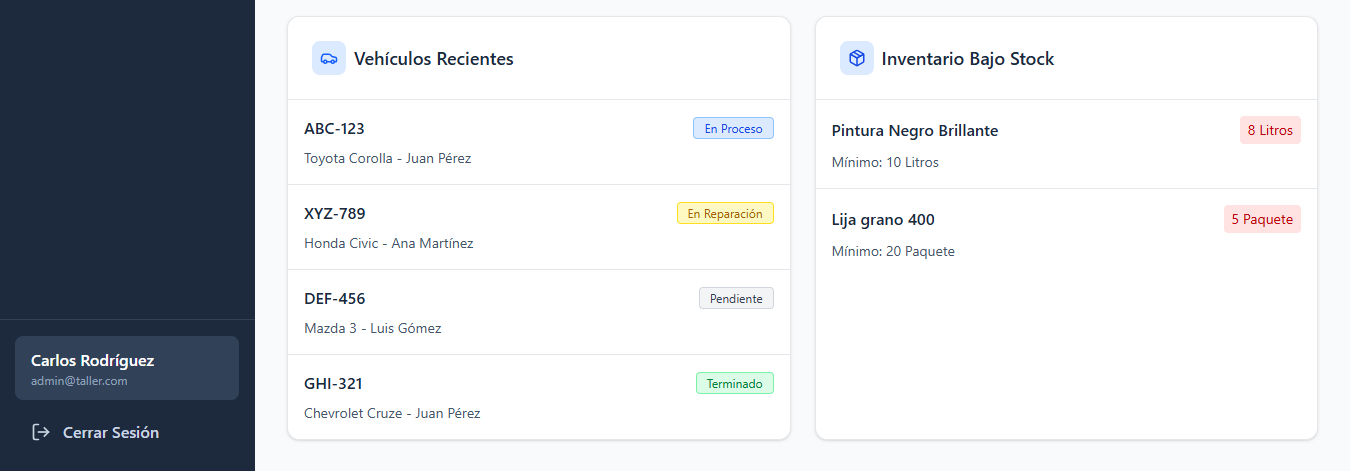 Vehículos Recientes
ABC-123
En Proceso
Toyota Corolla - Juan Pérez
XYZ-789
En Reparación
Honda Civic - Ana Martínez
DEF-456
Pendiente
Mazda 3 - Luis Gómez
GHI-321
Terminado
Chevrolet Cruze - Juan Pérez
Inventario Bajo Stock
Pintura Negro Brillante
8 Litros
Mínimo: 10 Litros
Lija grano 400
5 Paquete
Mínimo: 20 Paquete
Carlos Rodríguez
admin@taller.com
Cerrar Sesión